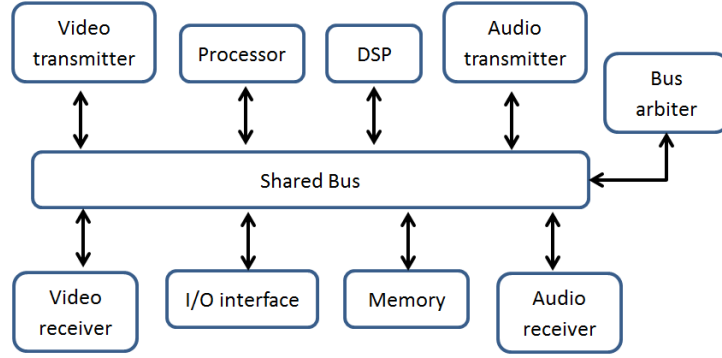 Video
transmitter
Processor
DSP
Audio
transmitter
Bus
arbiter
Shared Bus
Video
receiver
I/O interface
Memory
Audio
receiver